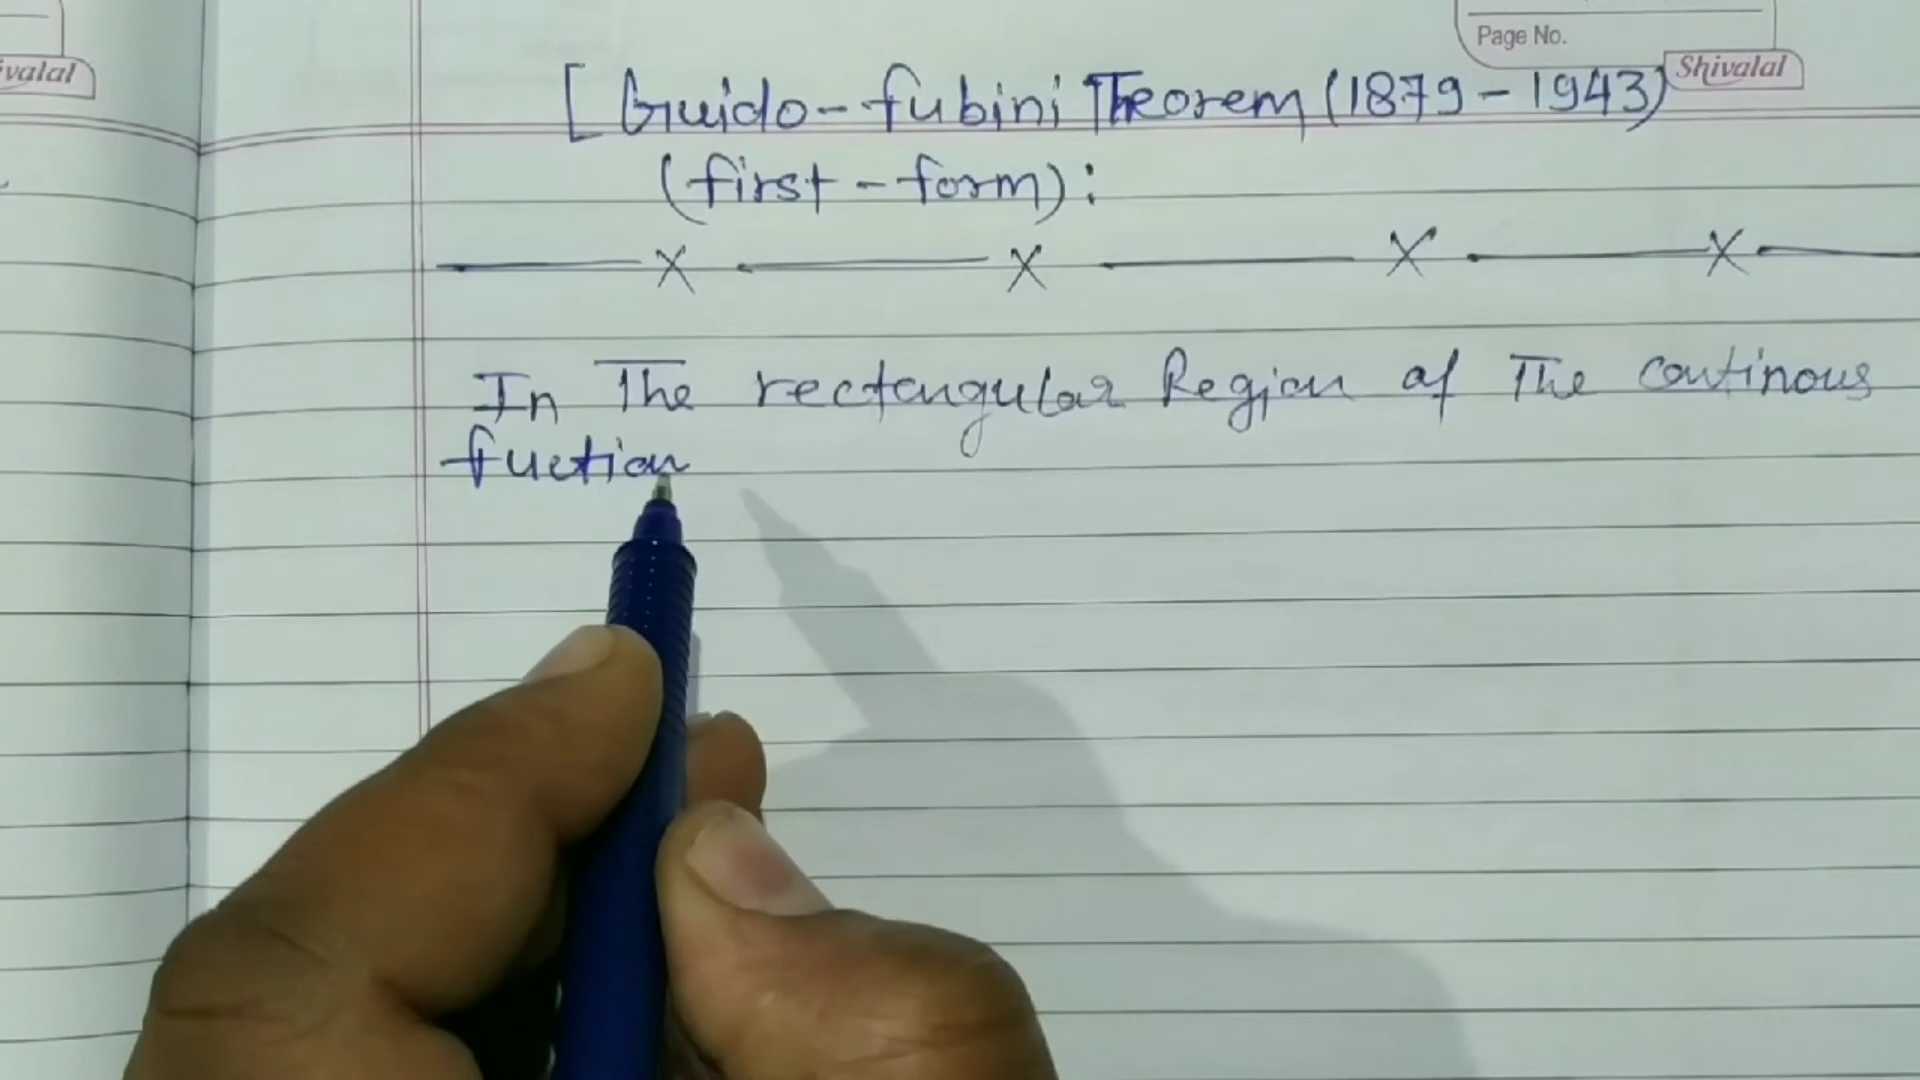 Page No.
ivalal
Shivalal
[ Guido-fubini Theorem (1879-1943)
(first-form):
In The rectangular Region of The continous
fuction